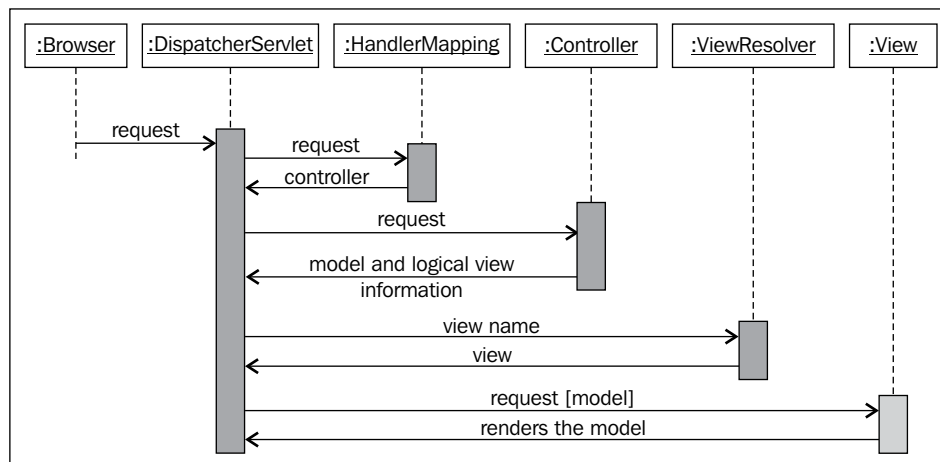 :Browser
:DispatcherServlet
:HandlerMapping
:Controller
:ViewResolver
:View
request
request
controller
request
model and logical view
information
view name
view
request [model]
renders the model